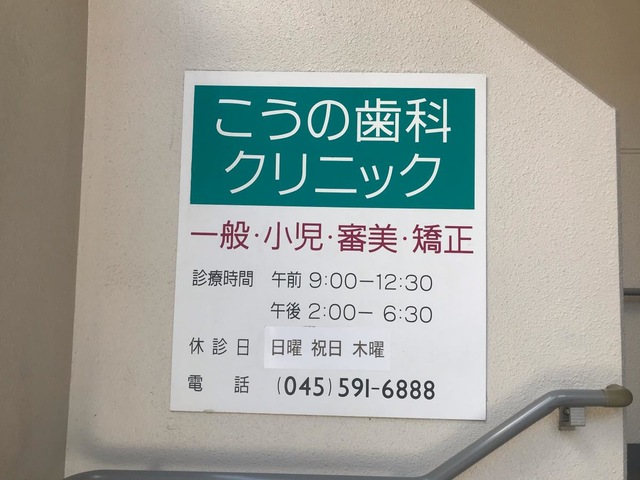 こうの歯科
クリニック
一般・小児・審美・矯正
診療時間 午前 9:00－12:30
午後 2:00－ 6:30
休診日 日曜 祝日 木曜
電話 (045)591-6888